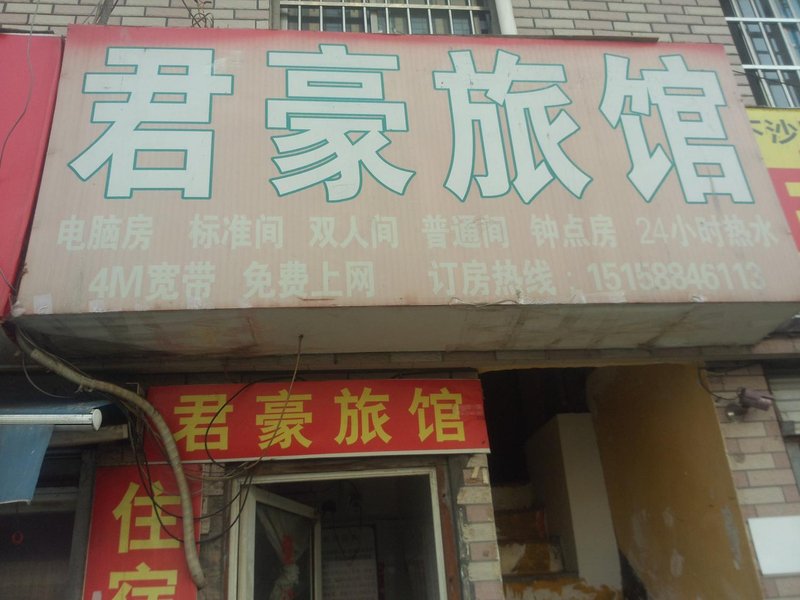 君豪旅馆
电脑房 标准间 双人间 普通间 钟点房 24小时热水
4M宽带 免费上网 订房热线：15158846113
君豪旅馆
住宿
沙